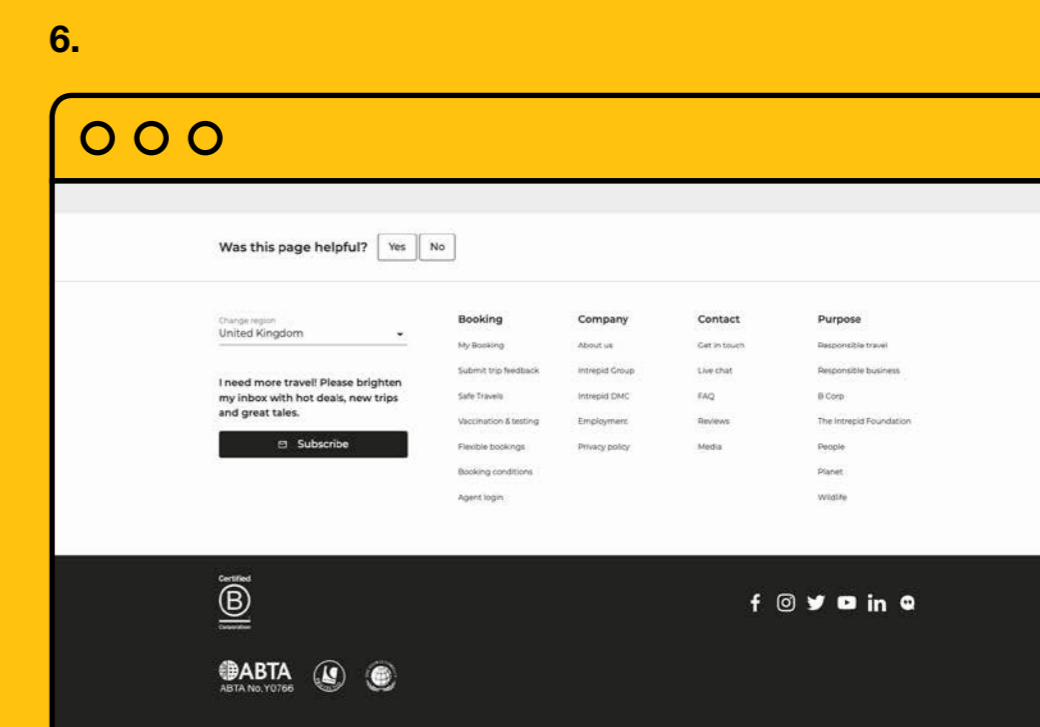 6.
Was this page helpful? Yes No
Change region
United Kingdom
I need more travel! Please brighten
my inbox with hot deals, new trips
and great tales.
Subscribe
Booking
My Booking
Submit trip feedback
Safe Travels
Vaccination & testing
Flexible bookings
Booking conditions
Agent login
Company
About us
Intrepid Group
Intrepid DMC
Employment
Privacy policy
Contact
Get in touch
Live chat
FAQ
Reviews
Media
Purpose
Responsible travel
Responsible business
B Corp
The Intrepid Foundation
People
Planet
Wildlife
Certified
B
Corporation
f in
ABTA
ABTA No. Y0766